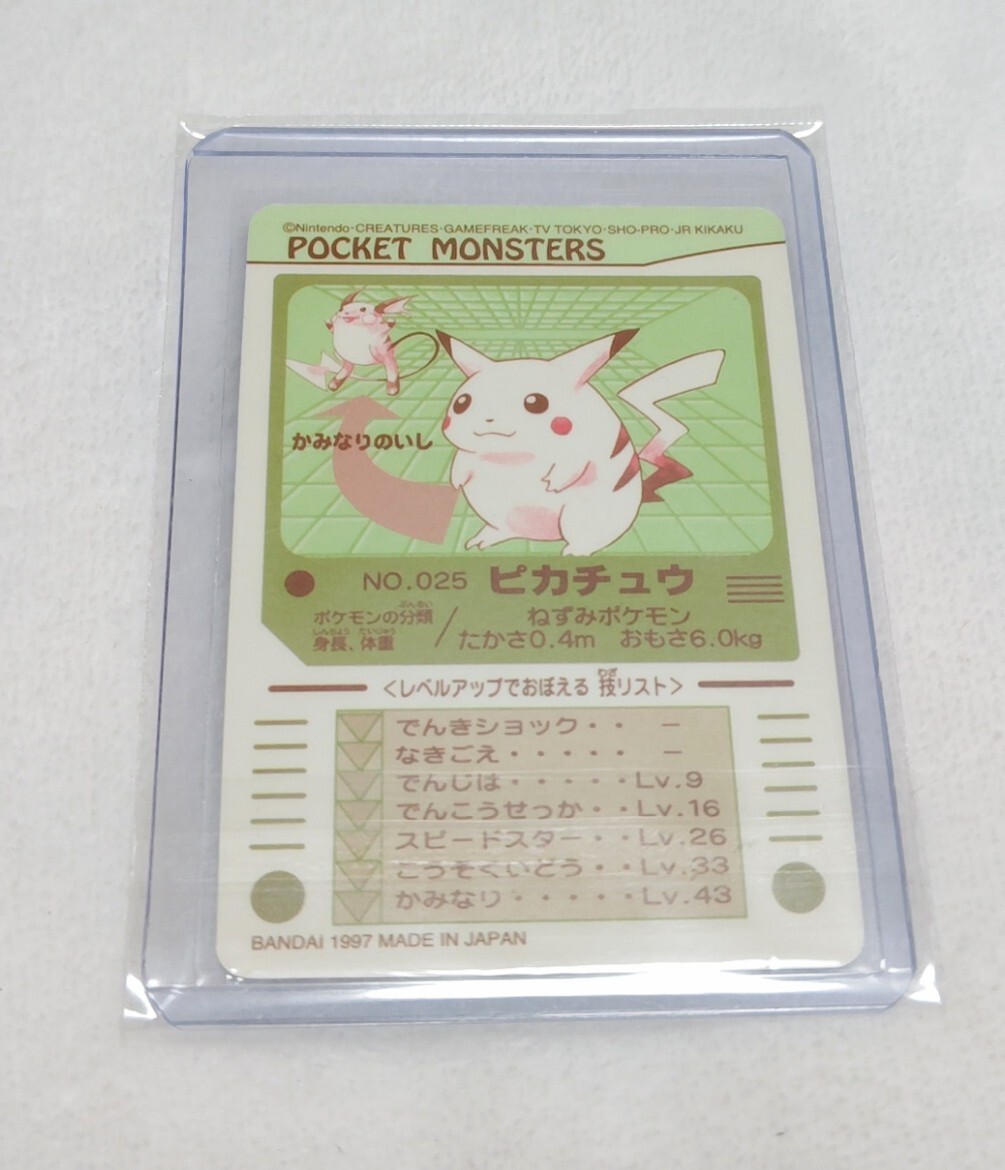 ©Nintendo·CREATURES·GAMEFREAK·TV TOKYO·SHO-PRO·JR KIKAKU
POCKET MONSTERS
かみなりのいし
NO.025 ピカチュウ
ぶんるい
ポケモンの分類 ／ ねずみポケモン
しんちょう たいじゅう
身長、体重 たかさ0.4m おもさ6.0kg
わざ
＜レベルアップでおぼえる 技リスト＞
でんきショック・・ −
なきごえ・・・・・ −
でんじは・・・・・Lv.9
でんこうせっか・・Lv.16
スピードスター・・Lv.26
こうそくいどう・・Lv.33
かみなり・・・・・Lv.43
BANDAI 1997 MADE IN JAPAN